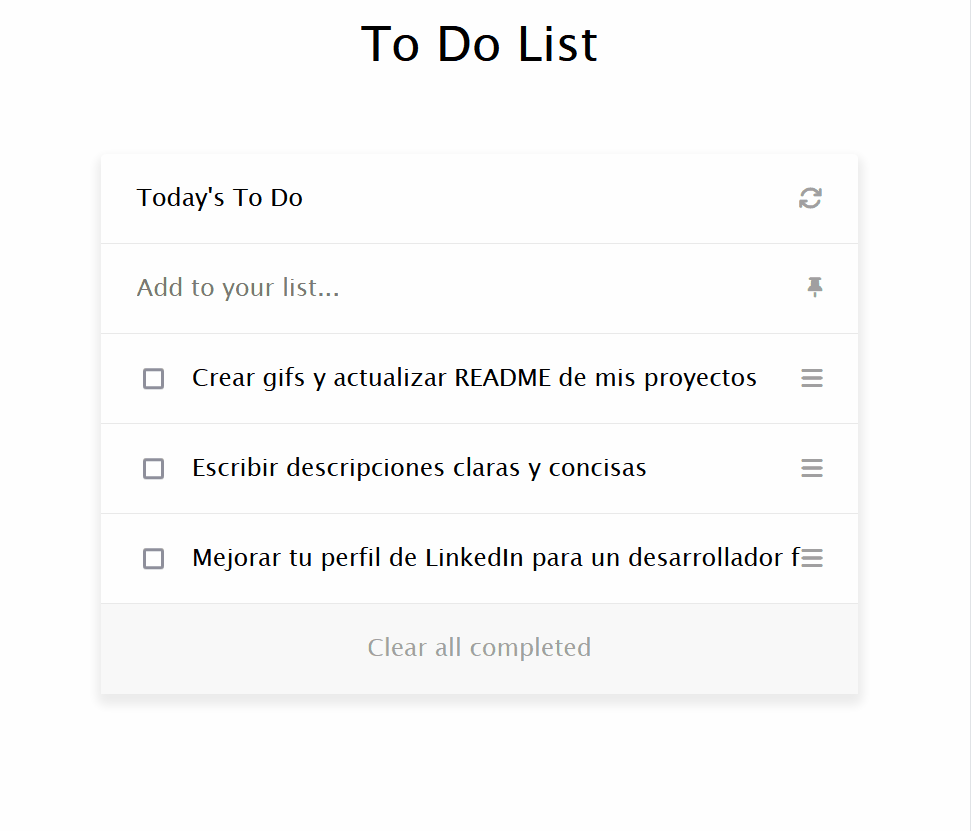 To Do List
Today's To Do
Add to your list...
Crear gifs y actualizar README de mis proyectos
Escribir descripciones claras y concisas
Mejorar tu perfil de LinkedIn para un desarrollador f
Clear all completed